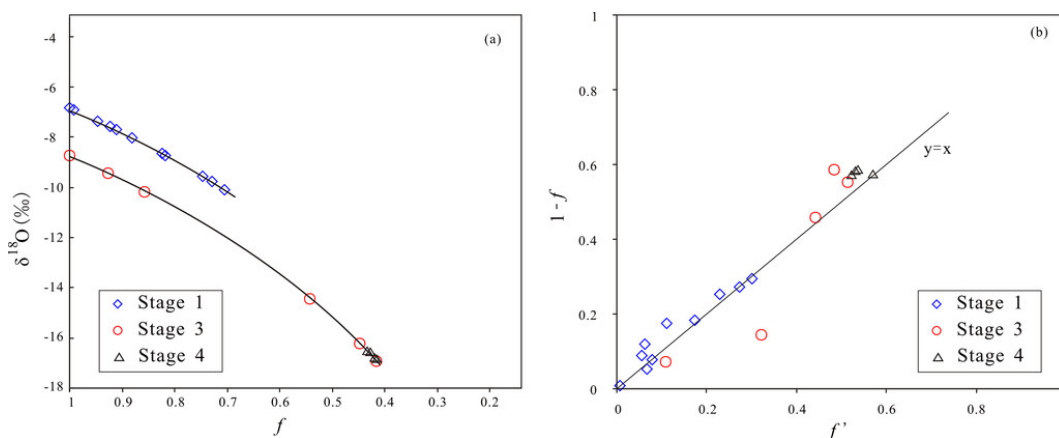 (a)
-4
-6
-8
-10
-12
-14
-16
-18
δ¹⁸O (‰)
1
0.9
0.8
0.7
0.6
0.5
0.4
0.3
0.2
f
Stage 1
Stage 3
Stage 4
(b)
1
0.8
0.6
0.4
0.2
0
1 - f
0
0.2
0.4
0.6
0.8
f’
y=x
Stage 1
Stage 3
Stage 4